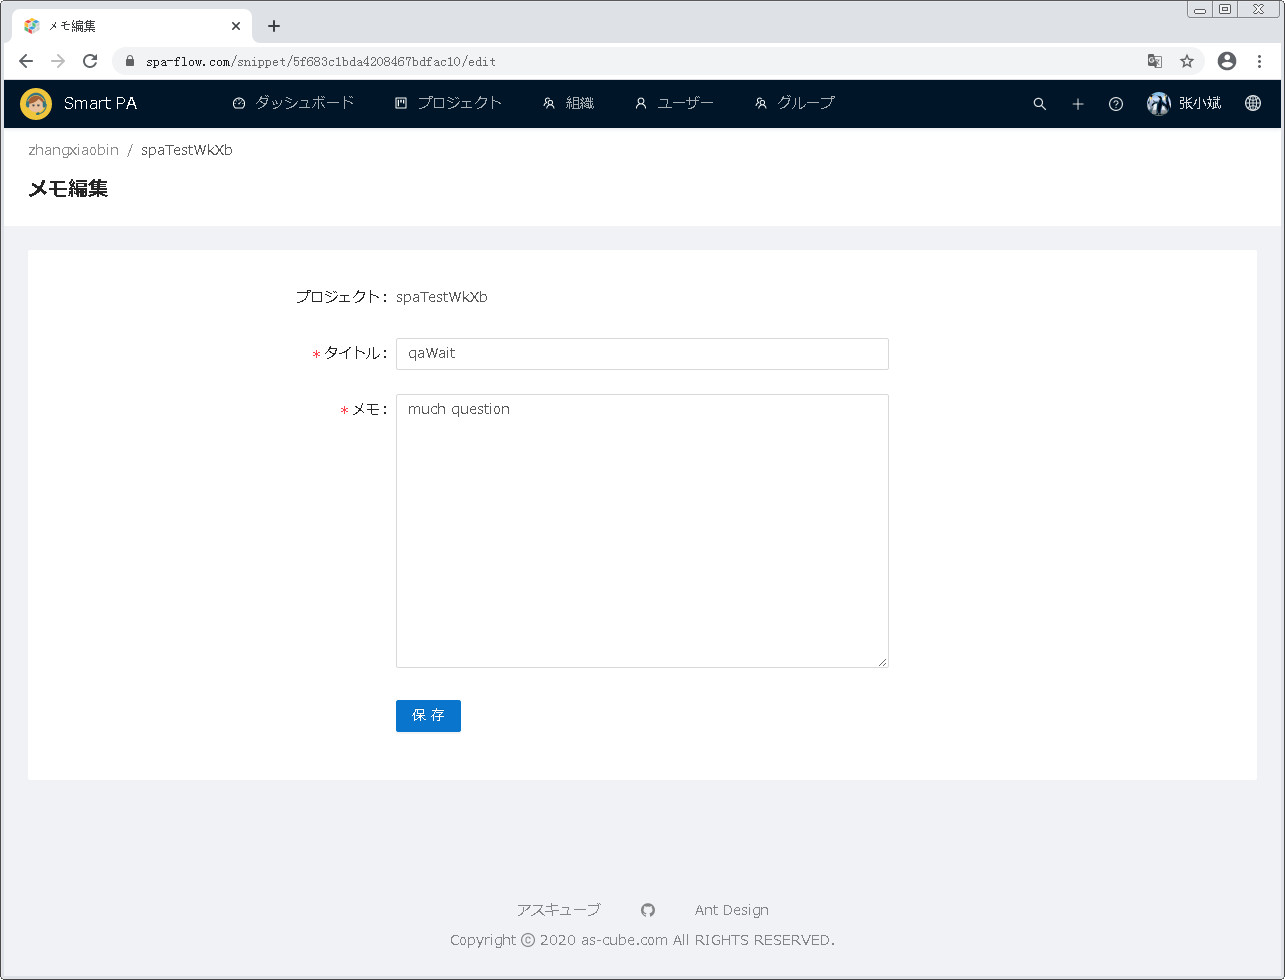 メモ編集
spa-flow.com/snippet/5f683c1bda4208467bdfac10/edit
Smart PA ダッシュボード プロジェクト 組織 ユーザー グループ 张小斌
zhangxiaobin / spaTestWkXb
メモ編集
プロジェクト: spaTestWkXb
* タイトル: qaWait
* メモ: much question
保 存
アスキューブ Ant Design
Copyright © 2020 as-cube.com All RIGHTS RESERVED.